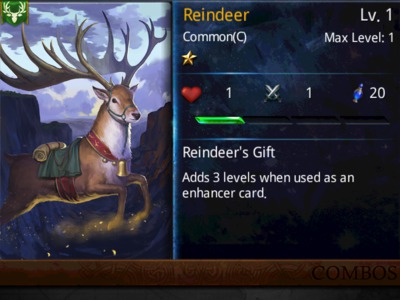 Reindeer Lv. 1
Common(C) Max Level: 1
1 1 20
Reindeer's Gift
Adds 3 levels when used as an
enhancer card.
COMBOS